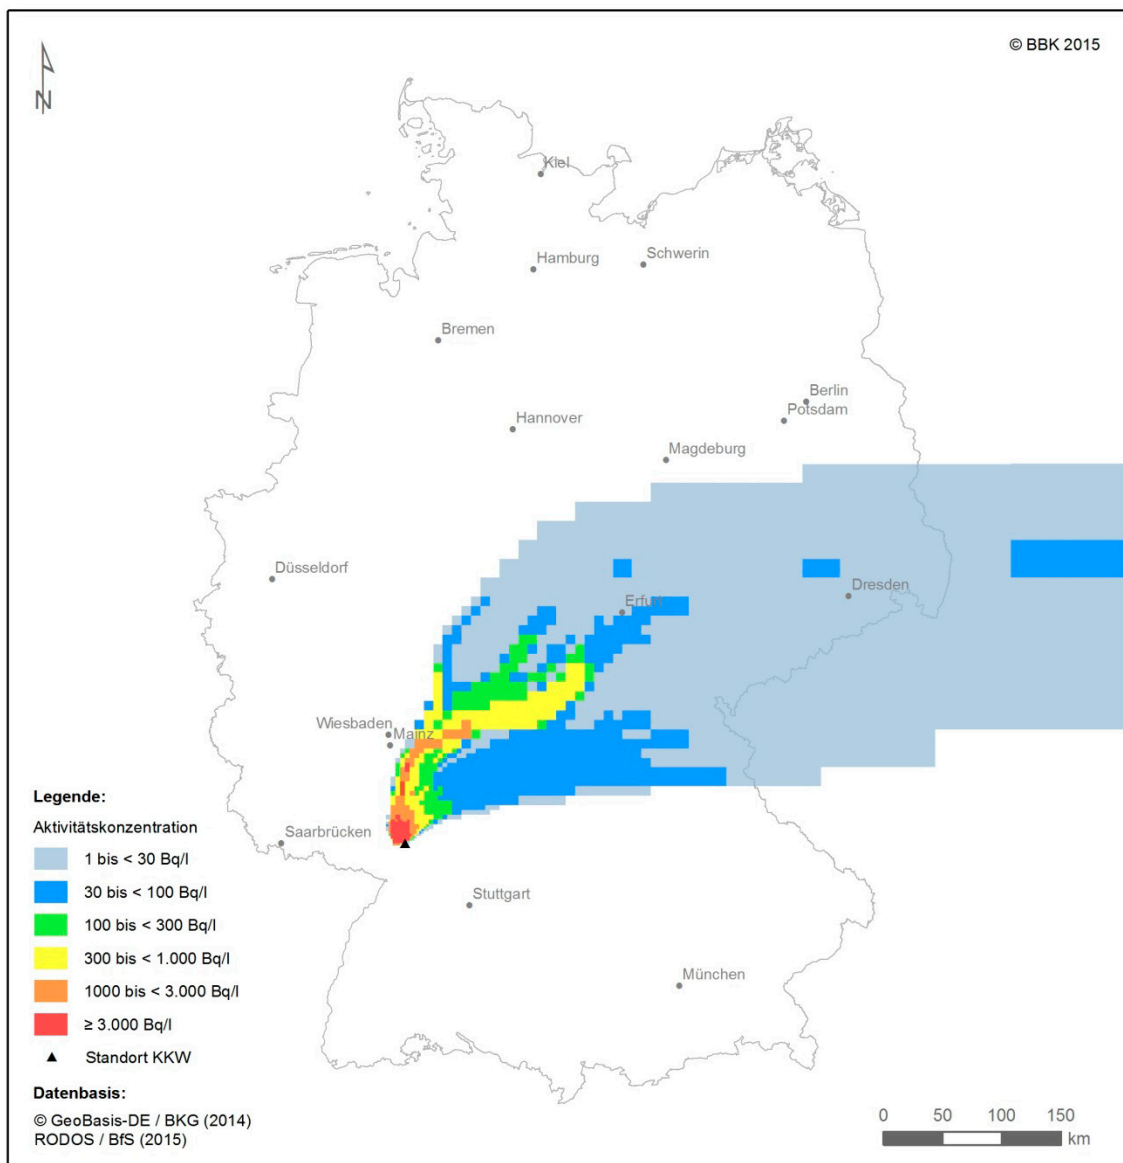 © BBK 2015
N
Kiel
Hamburg
Schwerin
Bremen
Berlin
Potsdam
Hannover
Magdeburg
Düsseldorf
Dresden
Erfurt
Wiesbaden
Mainz
Saarbrücken
Stuttgart
München
Legende:
Aktivitätskonzentration
1 bis < 30 Bq/l
30 bis < 100 Bq/l
100 bis < 300 Bq/l
300 bis < 1.000 Bq/l
1000 bis < 3.000 Bq/l
≥ 3.000 Bq/l
Standort KKW
Datenbasis:
© GeoBasis-DE / BKG (2014)
RODOS / BfS (2015)
0 50 100 150
km